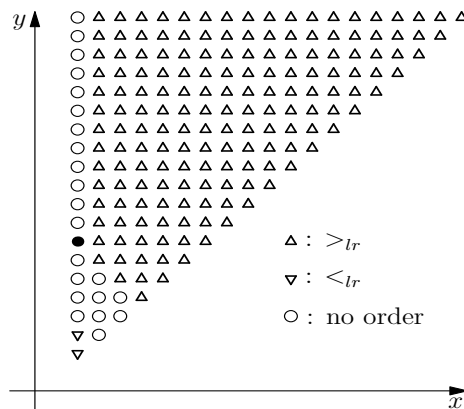 y
△ : >lr
▽ : <lr
○ : no order
x